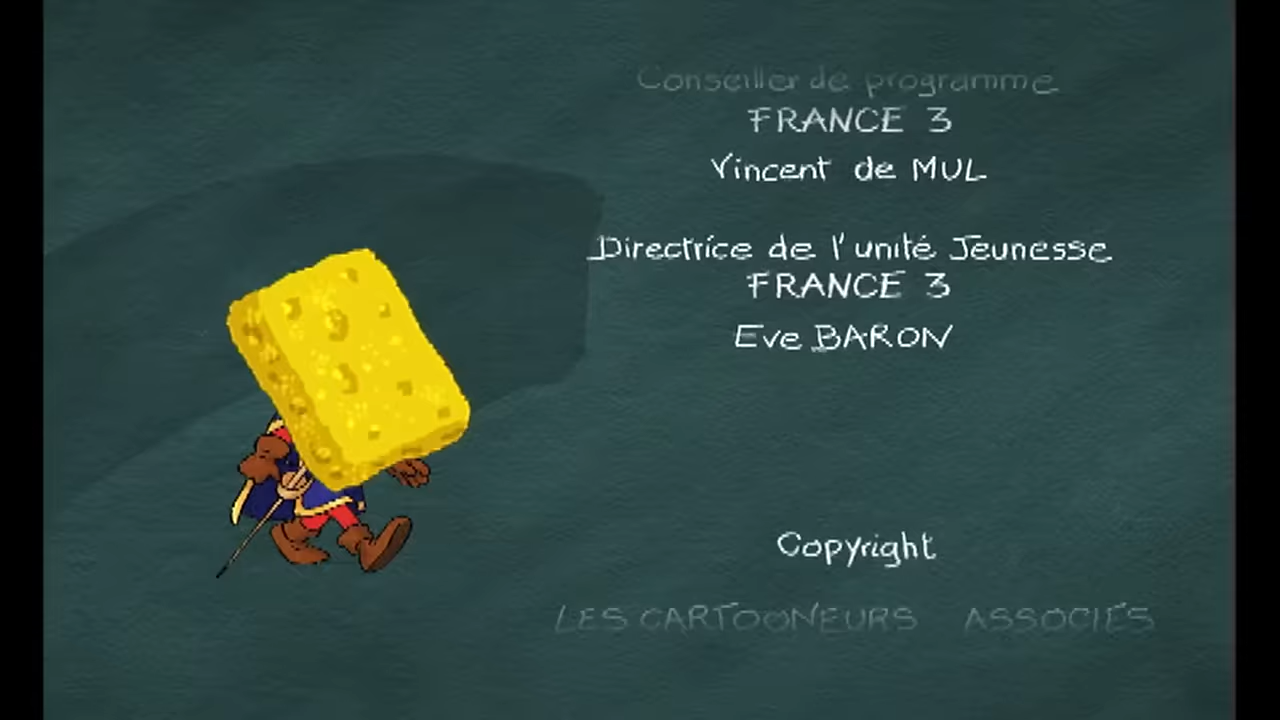 Conseiller de programme
FRANCE 3
Vincent de MUL
Directrice de l'unité Jeunesse
FRANCE 3
Eve BARON
Copyright
LES CARTOONEURS ASSOCIÉS